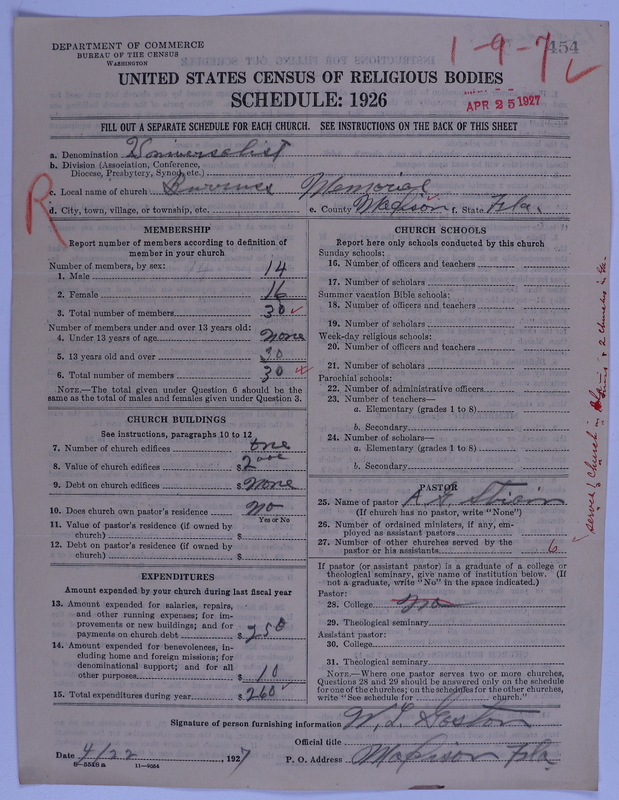 DEPARTMENT OF COMMERCE
BUREAU OF THE CENSUS
WASHINGTON
1-9-7 454
UNITED STATES CENSUS OF RELIGIOUS BODIES
SCHEDULE: 1926
APR 25 1927
FILL OUT A SEPARATE SCHEDULE FOR EACH CHURCH. SEE INSTRUCTIONS ON THE BACK OF THIS SHEET
R
a. Denomination Universalist
b. Division (Association, Conference, Diocese, Presbytery, Synod, etc.)
c. Local name of church Memorial
d. City, town, village, or township, etc. e. County Madison f. State Fla.
MEMBERSHIP
Report number of members according to definition of
member in your church
Number of members, by sex:
1. Male 14
2. Female 16
3. Total number of members 30
Number of members under and over 13 years old:
4. Under 13 years of age None
5. 13 years old and over 30
6. Total number of members 30
NOTE.—The total given under Question 6 should be
same as the total of males and females given under Question 3.
CHURCH BUILDINGS
See instructions, paragraphs 10 to 12
7. Number of church edifices one
8. Value of church edifices $
9. Debt on church edifices $ None
10. Does church own pastor's residence No
Yes or No
11. Value of pastor's residence (if owned by
church) $
12. Debt on pastor's residence (if owned by
church) $
EXPENDITURES
Amount expended by your church during last fiscal year
13. Amount expended for salaries, repairs,
and other running expenses; for im-
provements or new buildings; and for
payments on church debt $ 250
14. Amount expended for benevolences, in-
cluding home and foreign missions; for
denominational support; and for all
other purposes $ 10
15. Total expenditures during year $ 260
CHURCH SCHOOLS
Report here only schools conducted by this church
Sunday schools:
16. Number of officers and teachers
17. Number of scholars
Summer vacation Bible schools:
18. Number of officers and teachers
19. Number of scholars
Week-day religious schools:
20. Number of officers and teachers
21. Number of scholars
Parochial schools:
22. Number of administrative officers
23. Number of teachers—
a. Elementary (grades 1 to 8)
b. Secondary
24. Number of scholars—
a. Elementary (grades 1 to 8)
b. Secondary
PASTOR
25. Name of pastor
(If church has no pastor, write "None")
26. Number of ordained ministers, if any, em-
ployed as assistant pastors
27. Number of other churches served by the
pastor or his assistants 6
If pastor (or assistant pastor) is a graduate of a college or
theological seminary, give name of institution below. (If
not a graduate, write "No" in the space indicated.)
Pastor:
28. College No
29. Theological seminary
Assistant pastor:
30. College
31. Theological seminary
NOTE.—Where one pastor serves two or more churches,
Questions 28 and 29 should be answered only on the schedule
for one of the churches; on the schedules for the other churches,
write "See schedule for church."
Signature of person furnishing information W. L.
Official title
Date 4/22, 1927 P. O. Address Madison Fla
8-5548a 11-9054